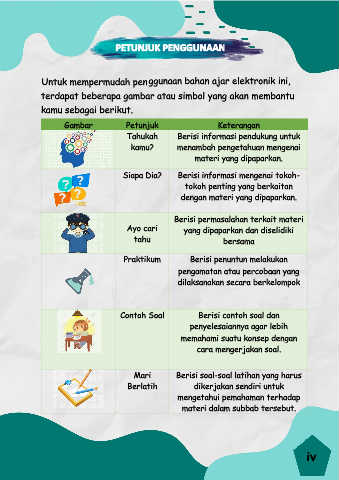 PETUNJUK PENGGUNAAN
Untuk mempermudah penggunaan bahan ajar elektronik ini,
terdapat beberapa gambar atau simbol yang akan membantu
kamu sebagai berikut.
Gambar Petunjuk Keterangan
Tahukah kamu?
Berisi informasi pendukung untuk
menambah pengetahuan mengenai
materi yang dipaparkan.
Siapa Dia?
Berisi informasi mengenai tokoh-
tokoh penting yang berkaitan
dengan materi yang dipaparkan.
Ayo cari
tahu
Berisi permasalahan terkait materi
yang dipaparkan dan diselidiki
bersama
Praktikum
Berisi penuntun melakukan
pengamatan atau percobaan yang
dilaksanakan secara berkelompok
Contoh Soal
Berisi contoh soal dan
penyelesaiannya agar lebih
memahami suatu konsep dengan
cara mengerjakan soal.
Mari
Berlatih
Berisi soal-soal latihan yang harus
dikerjakan sendiri untuk
mengetahui pemahaman terhadap
materi dalam subbab tersebut.
iv